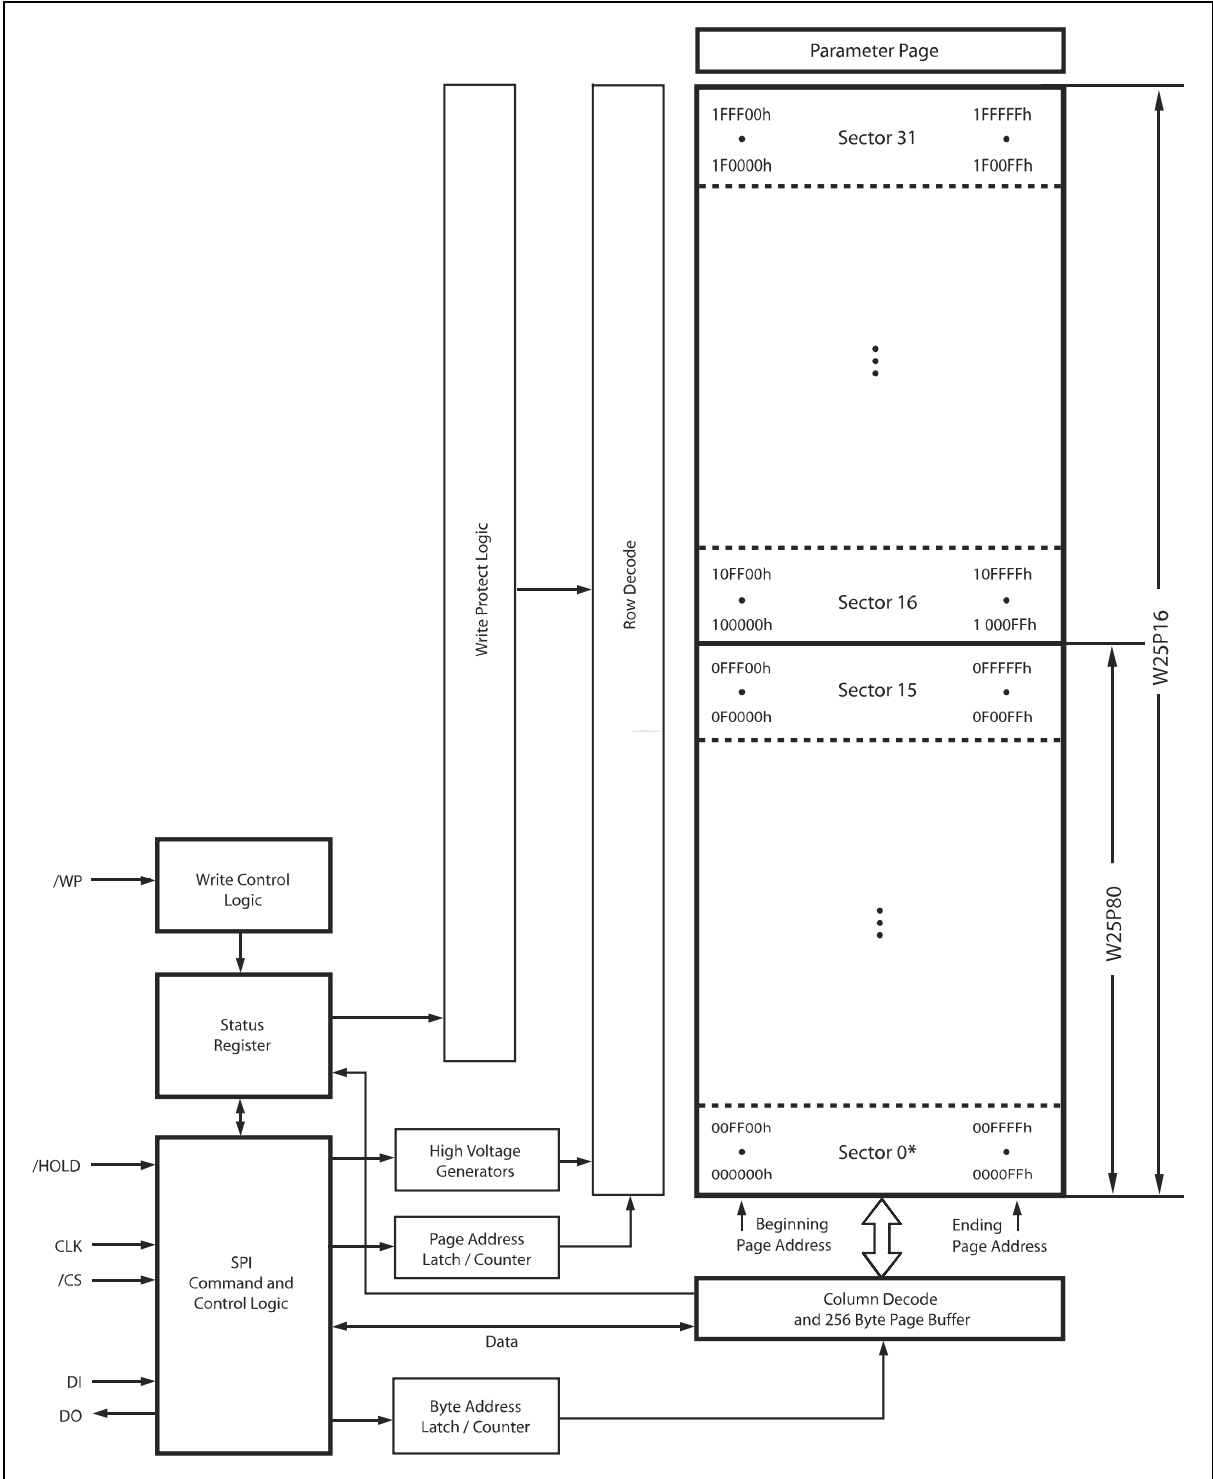 Parameter Page
1FFF00h
1FFFFFh
Sector 31
1F0000h
1F00FFh
Write Protect Logic
Row Decode
10FF00h
10FFFFh
Sector 16
100000h
1 000FFh
W25P16
0FFF00h
0FFFFFh
Sector 15
0F0000h
0F00FFh
W25P80
/WP
Write Control
Logic
Status
Register
00FF00h
00FFFFh
Sector 0*
000000h
0000FFh
/HOLD
High Voltage
Generators
Beginning
Page Address
Ending
Page Address
CLK
/CS
SPI
Command and
Control Logic
Page Address
Latch / Counter
Column Decode
and 256 Byte Page Buffer
Data
DI
DO
Byte Address
Latch / Counter